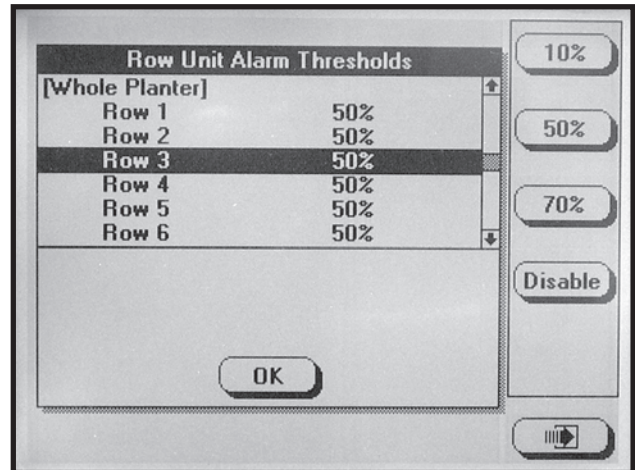 Row Unit Alarm Thresholds
[Whole Planter]
Row 1 50%
Row 2 50%
Row 3 50%
Row 4 50%
Row 5 50%
Row 6 50%
OK
10%
50%
70%
Disable